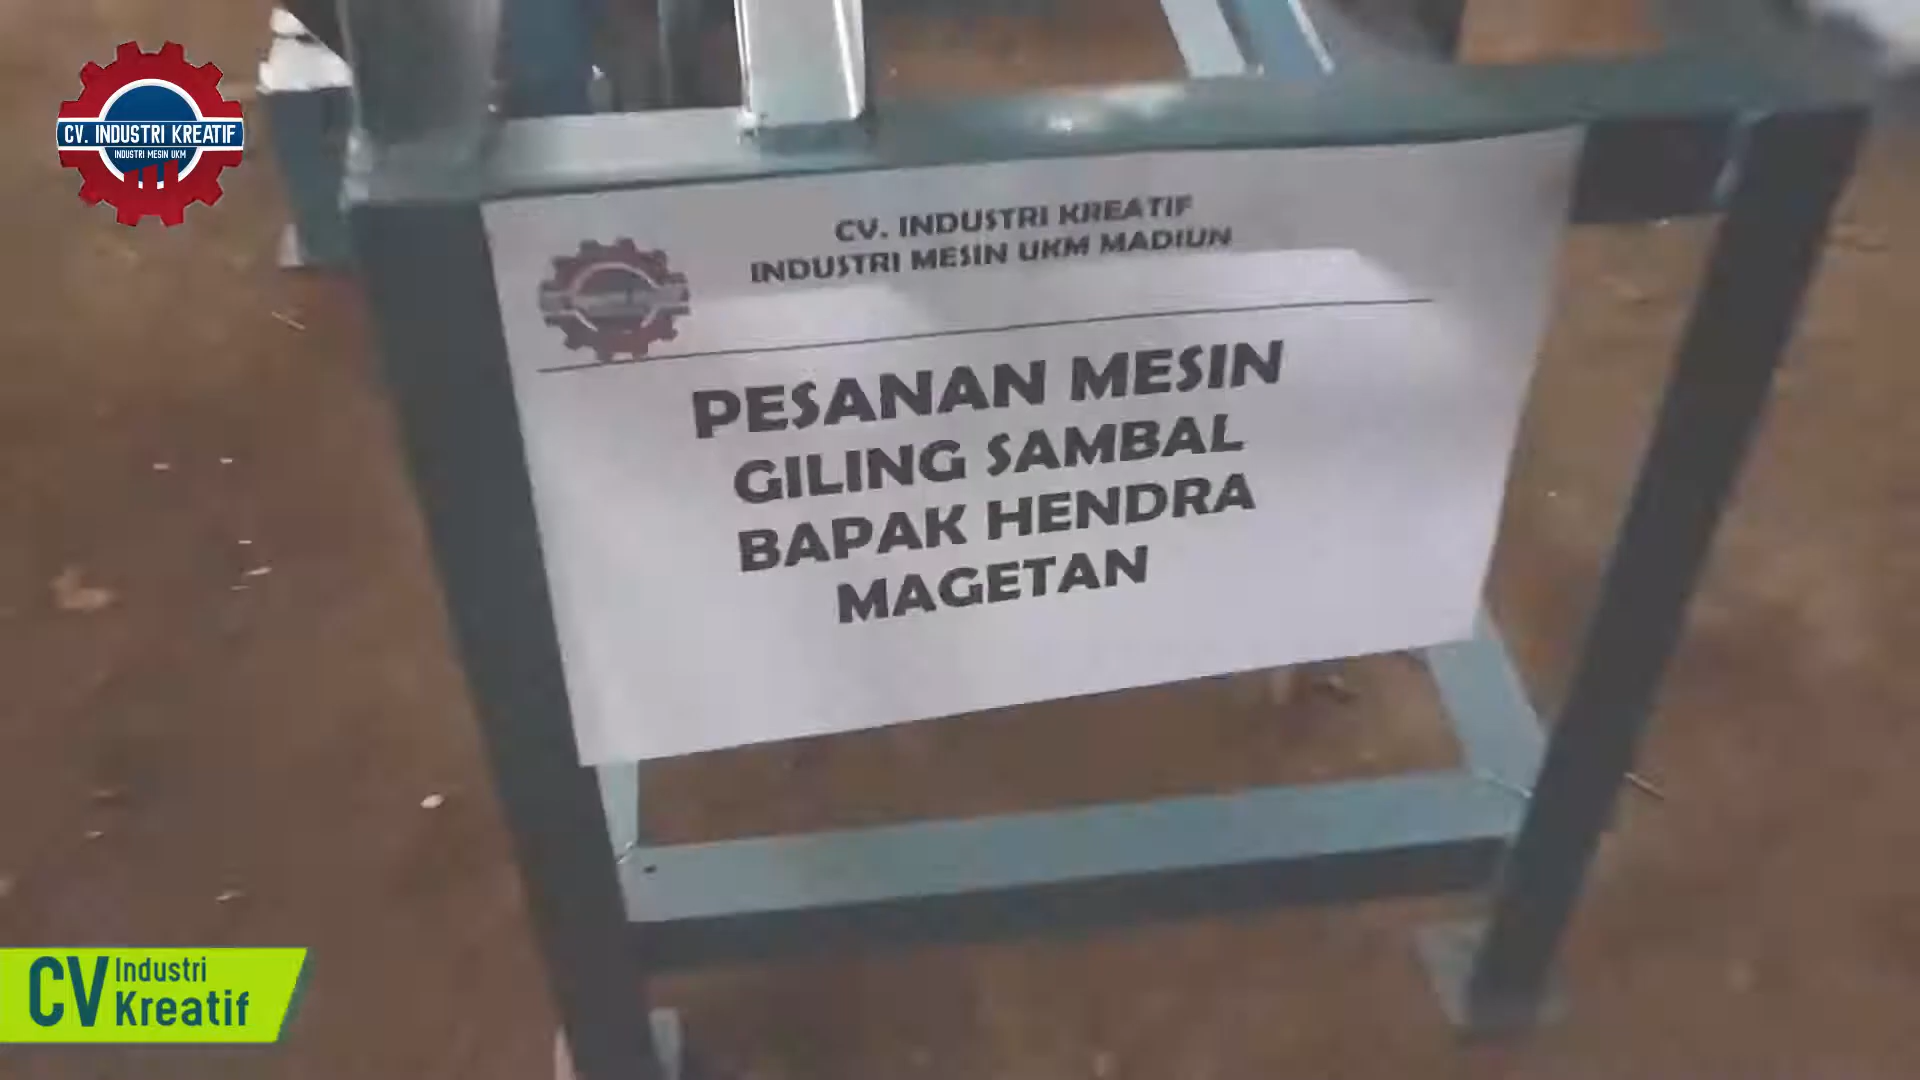 CV. INDUSTRI KREATIF
INDUSTRI MESIN UKM
CV. INDUSTRI KREATIF
INDUSTRI MESIN UKM MADIUN
PESANAN MESIN
GILING SAMBAL
BAPAK HENDRA
MAGETAN
CV Industri
Kreatif